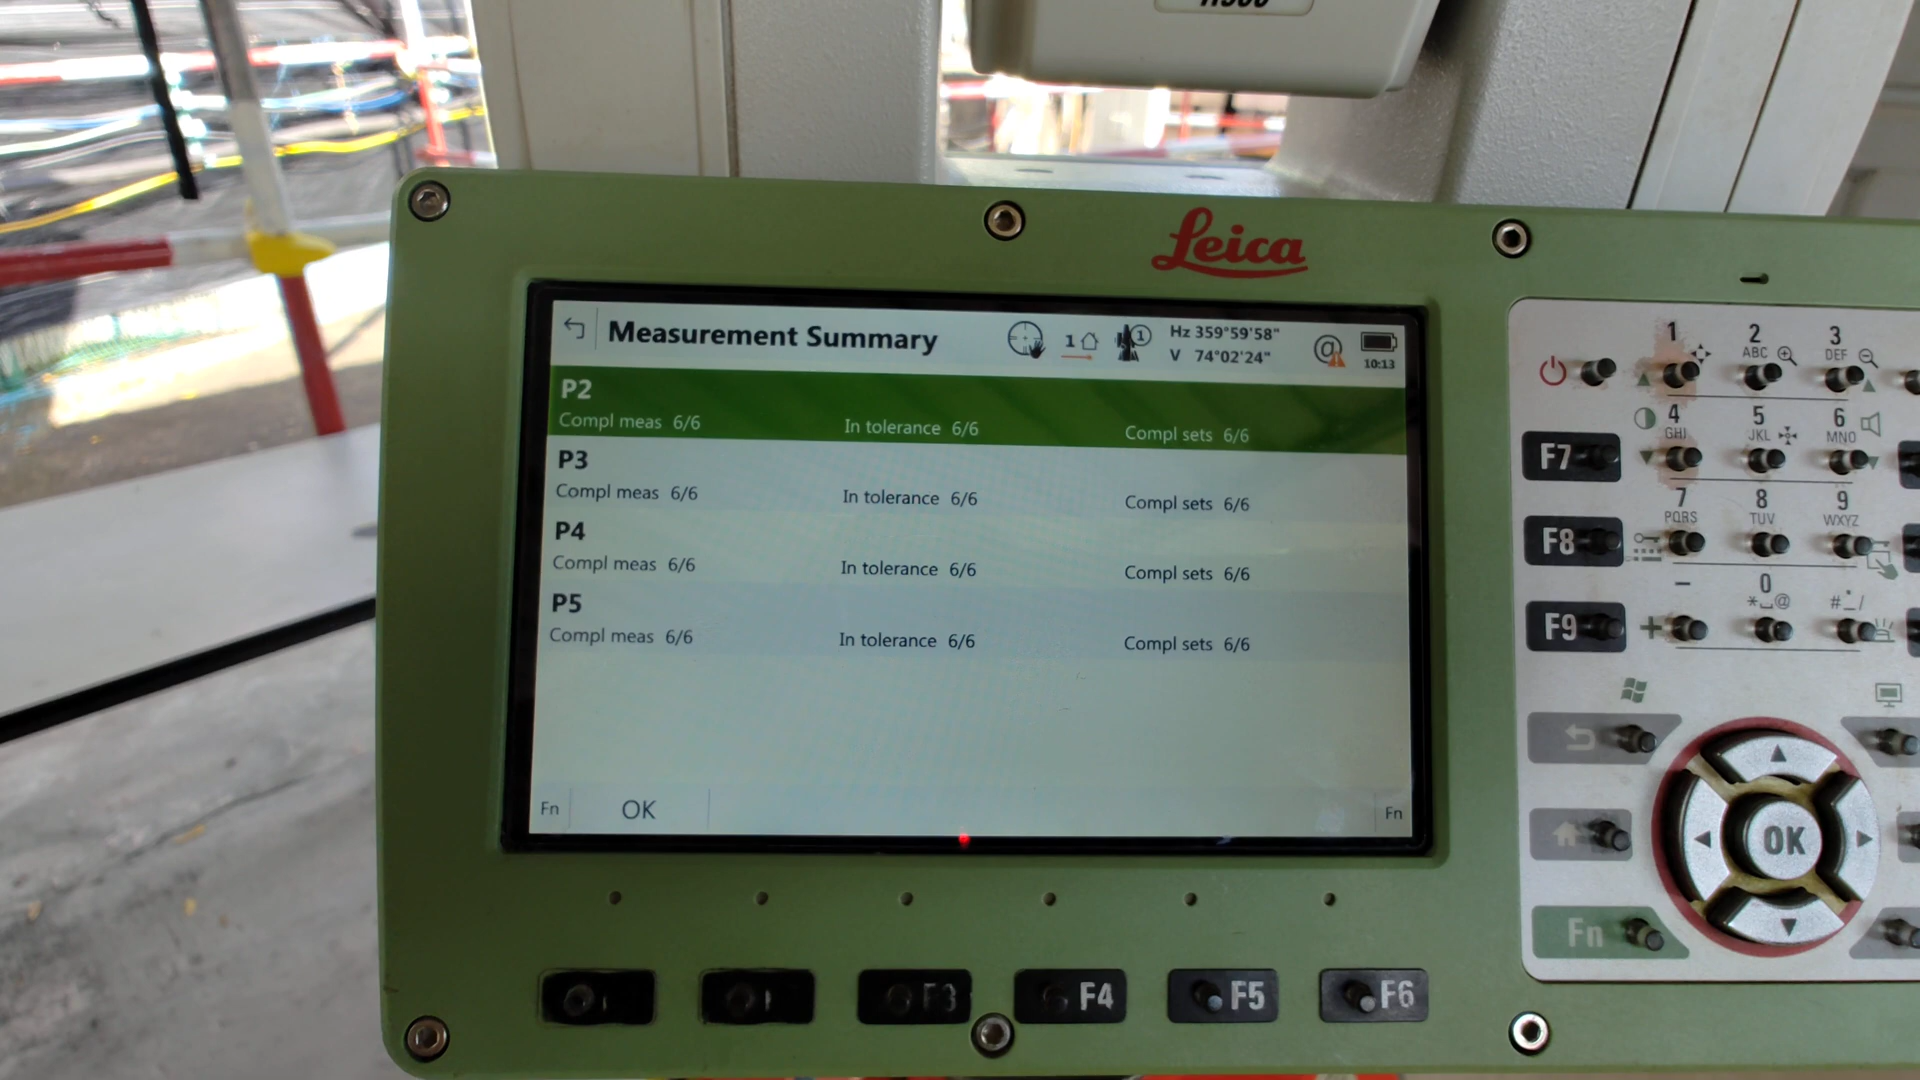 Leica
Measurement Summary
1
1
Hz 359°59'58"
V 74°02'24"
@
10:13
P2
Compl meas 6/6 In tolerance 6/6 Compl sets 6/6
P3
Compl meas 6/6 In tolerance 6/6 Compl sets 6/6
P4
Compl meas 6/6 In tolerance 6/6 Compl sets 6/6
P5
Compl meas 6/6 In tolerance 6/6 Compl sets 6/6
Fn OK Fn
F3 F4 F5 F6
1 2 3
ABC DEF
F7 4 5 6
GHI JKL MNO
F8 7 8 9
PQRS TUV WXYZ
- 0
*⎵@ #*_/
F9 +
OK
Fn